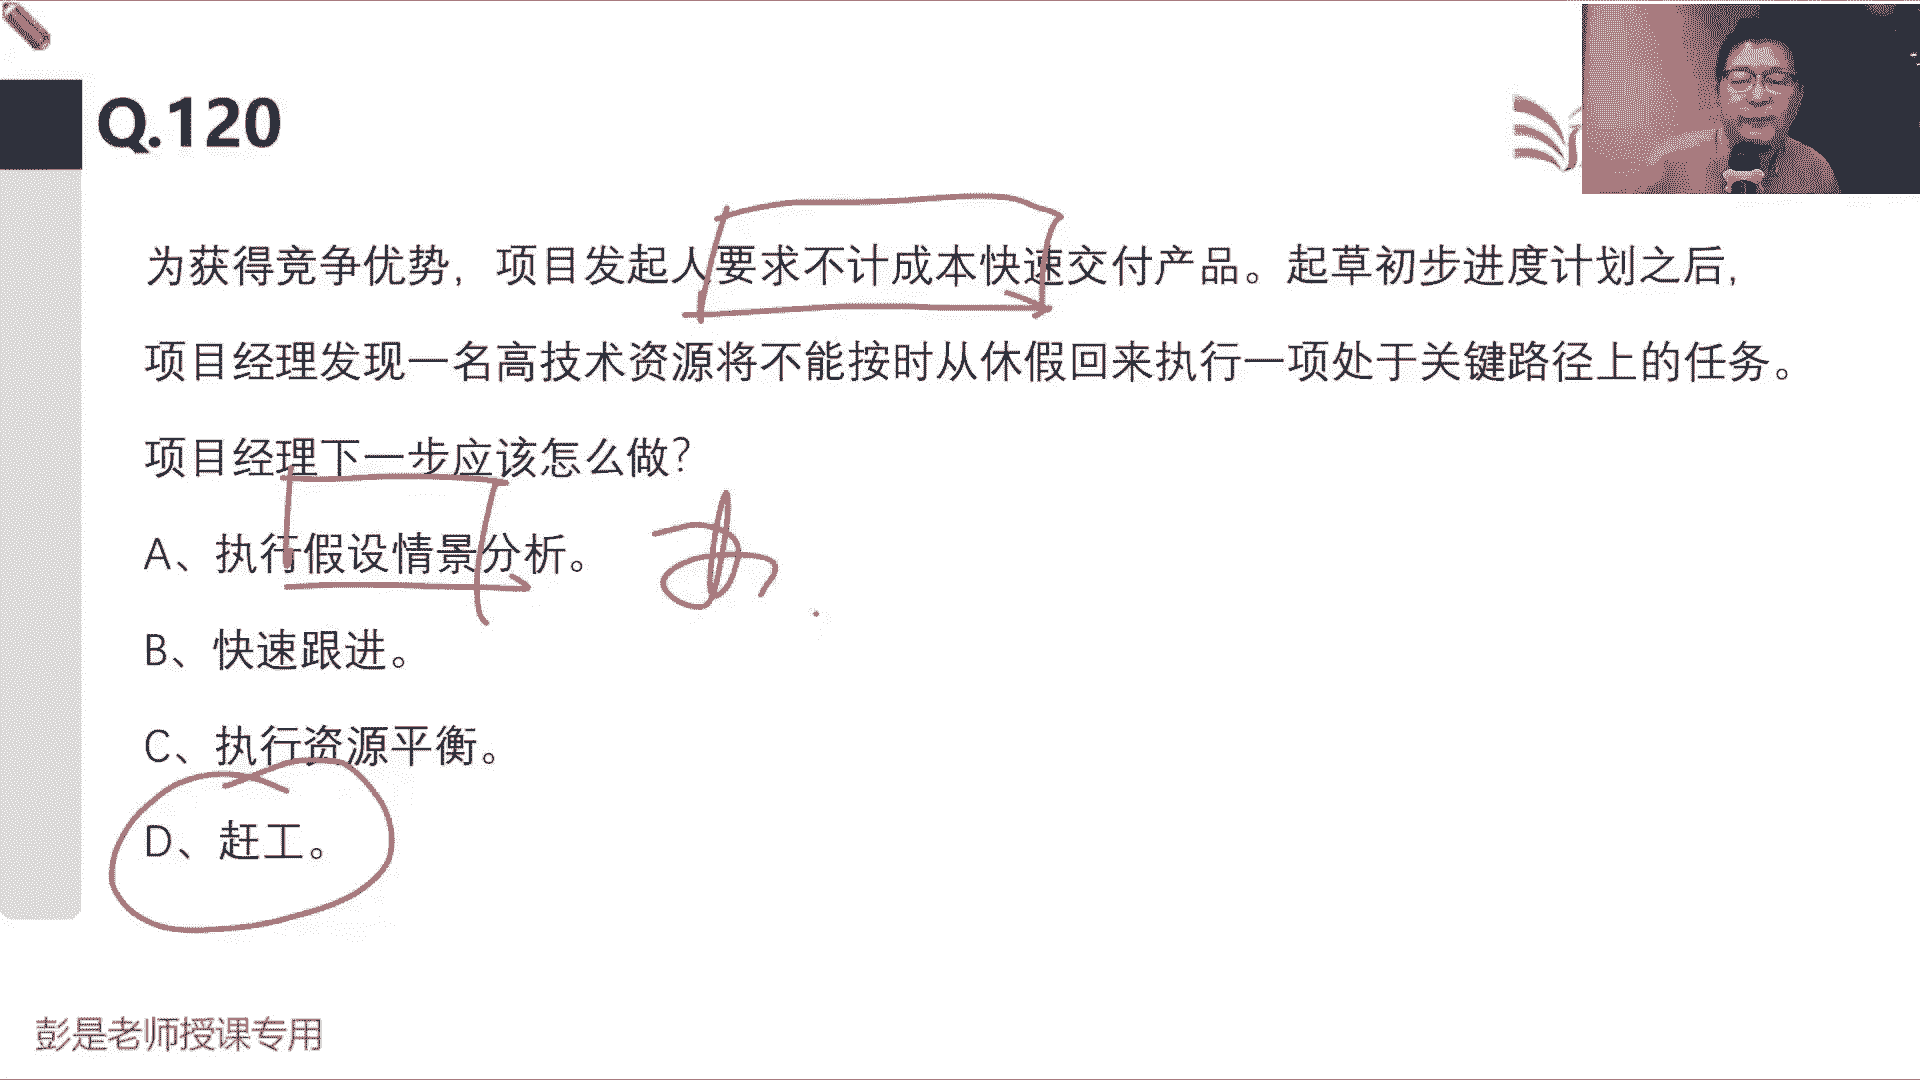 Q.120
为获得竞争优势，项目发起人要求不计成本快速交付产品。起草初步进度计划之后，
项目经理发现一名高技术资源将不能按时从休假回来执行一项处于关键路径上的任务。
项目经理下一步应该怎么做？
A、执行假设情景分析。
B、快速跟进。
C、执行资源平衡。
D、赶工。
彭是老师授课专用